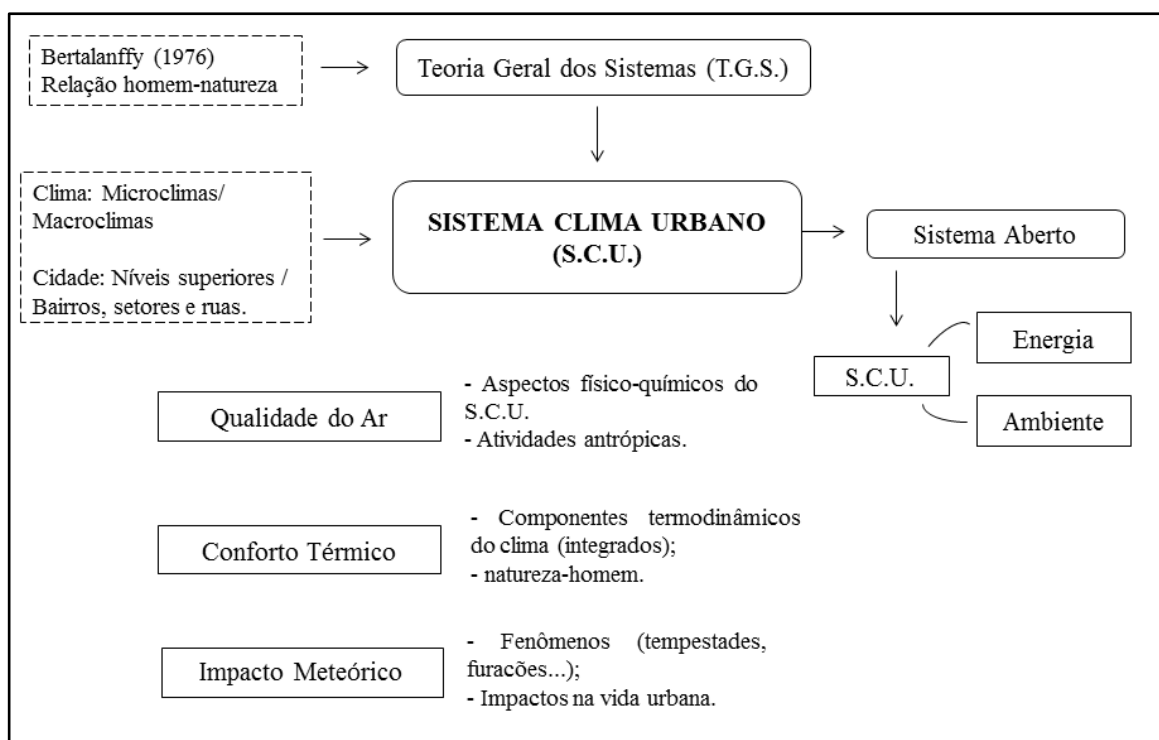 Bertalanffy (1976)
Relação homem-natureza
Teoria Geral dos Sistemas (T.G.S.)
Clima: Microclimas/
Macroclimas
Cidade: Níveis superiores /
Bairros, setores e ruas.
SISTEMA CLIMA URBANO
(S.C.U.)
Sistema Aberto
S.C.U.
Energia
Ambiente
Qualidade do Ar
- Aspectos físico-químicos do
S.C.U.
- Atividades antrópicas.
Conforto Térmico
- Componentes termodinâmicos
do clima (integrados);
- natureza-homem.
Impacto Meteórico
- Fenômenos (tempestades,
furacões...);
- Impactos na vida urbana.